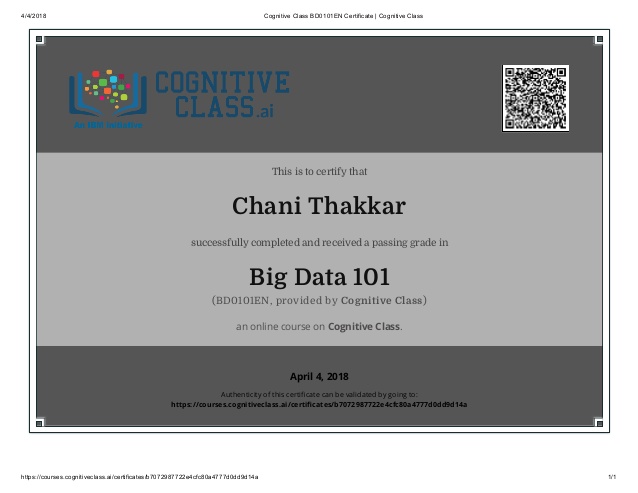 4/4/2018 Cognitive Class BD0101EN Certificate | Cognitive Class
COGNITIVE
CLASS.ai
An IBM Initiative
This is to certify that
Chani Thakkar
successfully completed and received a passing grade in
Big Data 101
(BD0101EN, provided by Cognitive Class)
an online course on Cognitive Class.
April 4, 2018
Authenticity of this certificate can be validated by going to:
https://courses.cognitiveclass.ai/certificates/b7072987722e4cfc80a4777d0dd9d14a
https://courses.cognitiveclass.ai/certificates/b7072987722e4cfc80a4777d0dd9d14a 1/1